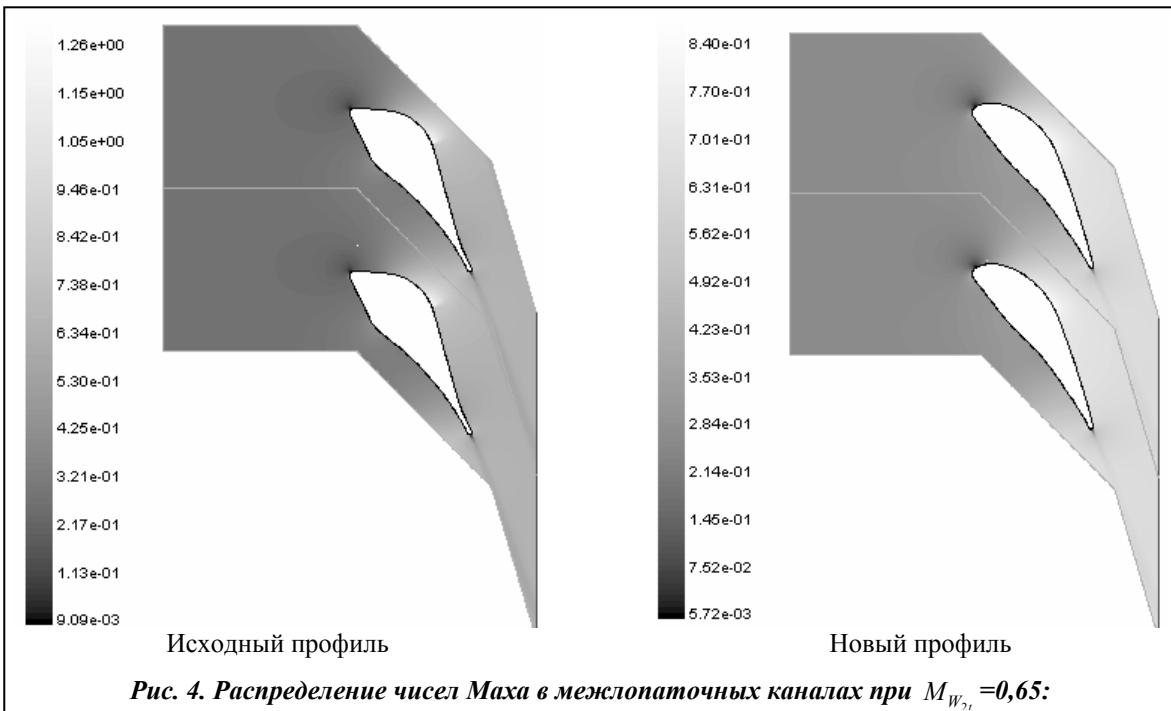 1.26e+00
1.15e+00
1.05e+00
9.46e-01
8.42e-01
7.38e-01
6.34e-01
5.30e-01
4.25e-01
3.21e-01
2.17e-01
1.13e-01
9.09e-03
Исходный профиль
8.40e-01
7.70e-01
7.01e-01
6.31e-01
5.62e-01
4.92e-01
4.23e-01
3.53e-01
2.84e-01
2.14e-01
1.45e-01
7.52e-02
5.72e-03
Новый профиль
Рис. 4. Распределение чисел Маха в межлопаточных каналах при M_{W_{2t}} =0,65: